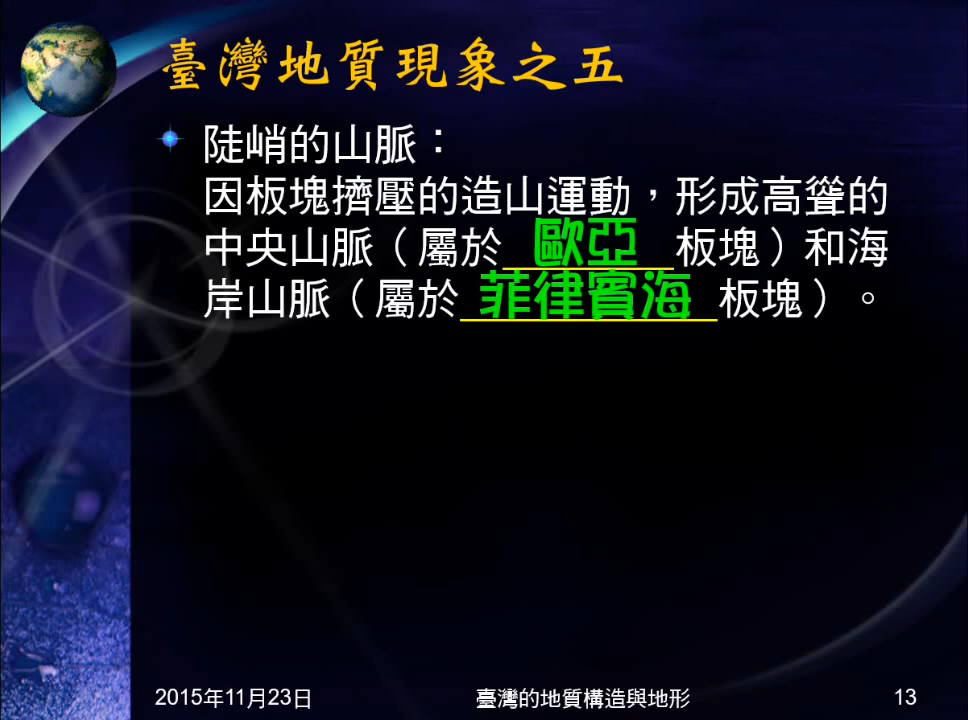 臺灣地質現象之五
陡峭的山脈：
因板塊擠壓的造山運動，形成高聳的
中央山脈（屬於 歐亞 板塊）和海
岸山脈（屬於 菲律賓海 板塊）。
2015年11月23日
臺灣的地質構造與地形
13